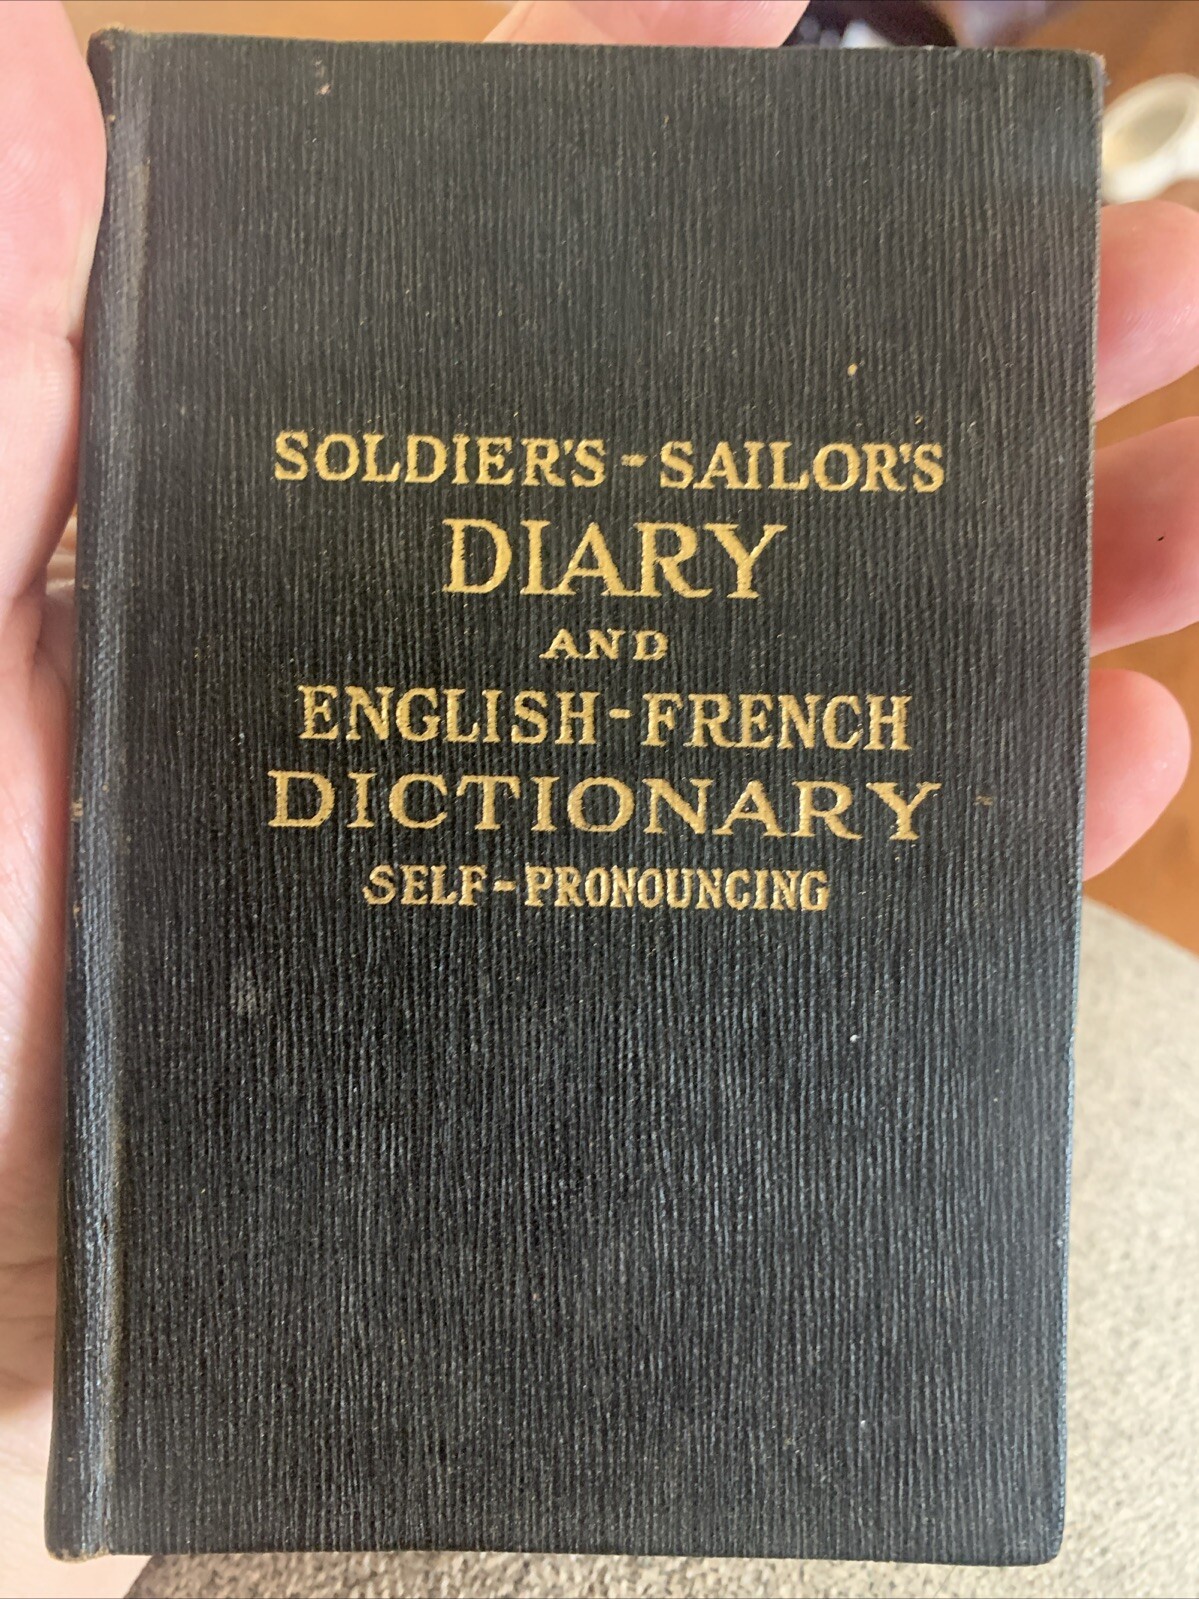 SOLDIER'S-SAILOR'S
DIARY
AND
ENGLISH-FRENCH
DICTIONARY
SELF-PRONOUNCING